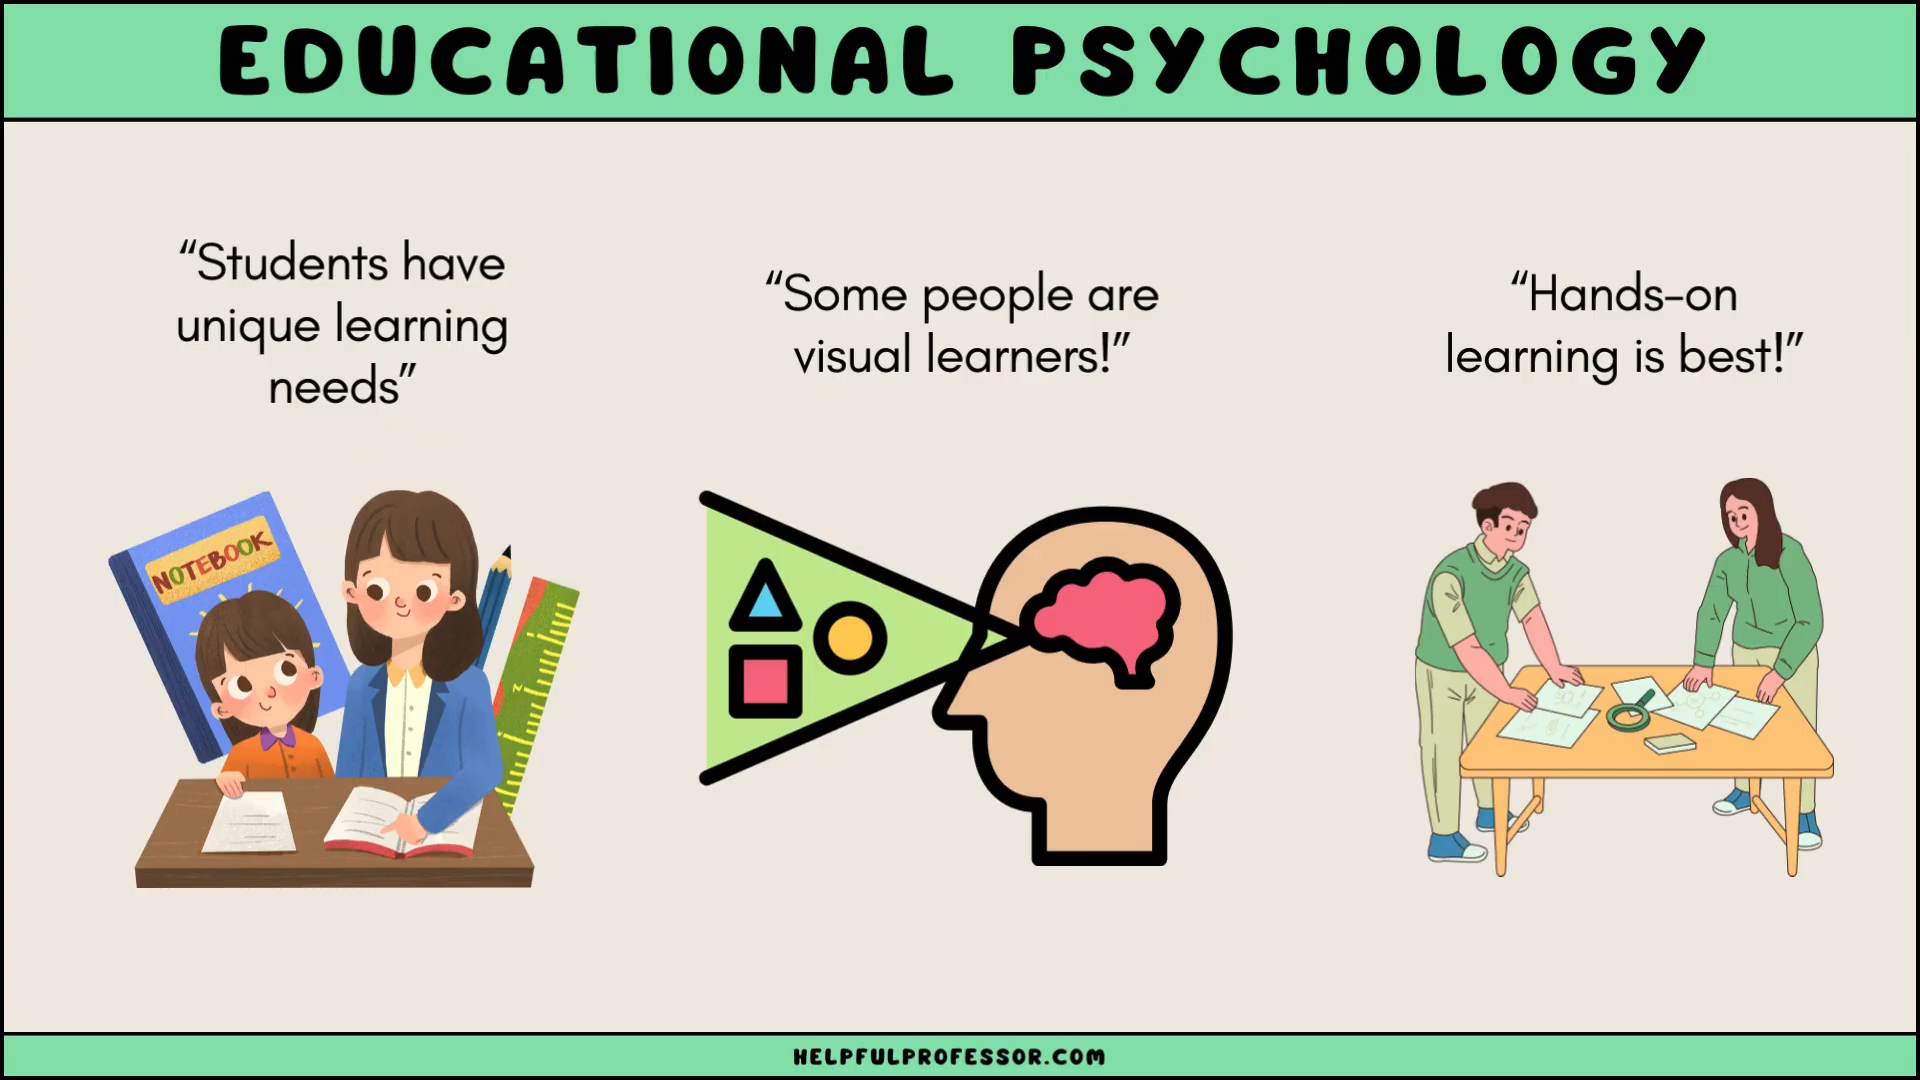 EDUCATIONAL PSYCHOLOGY
“Students have
unique learning
needs”
“Some people are
visual learners!”
“Hands-on
learning is best!”
NOTEBOOK
HELPFULPROFESSOR.COM